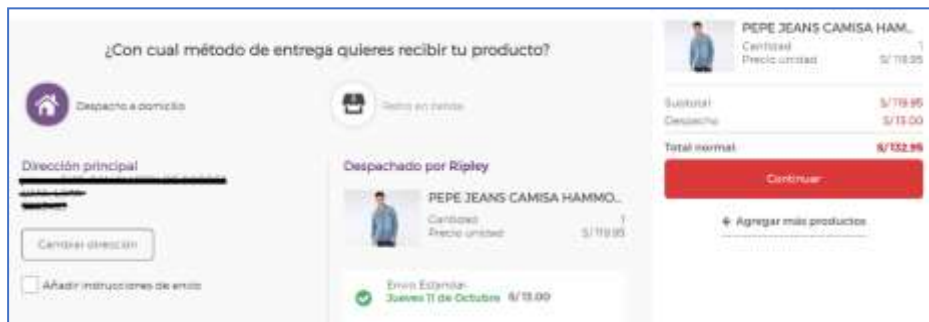 ¿Con cual método de entrega quieres recibir tu producto?
Despacho a domicilio
Retiro en tienda
Dirección principal
Cambiar dirección
Añadir instrucciones de envío
Despachado por Ripley
PEPE JEANS CAMISA HAMMO...
Cantidad 1
Precio unidad S/119.95
Envío Estándar
Jueves 11 de Octubre S/13.00
PEPE JEANS CAMISA HAM...
Cantidad 1
Precio unidad S/119.95
Subtotal S/119.95
Despacho S/13.00
Total normal: S/132.95
Continuar
← Agregar más productos